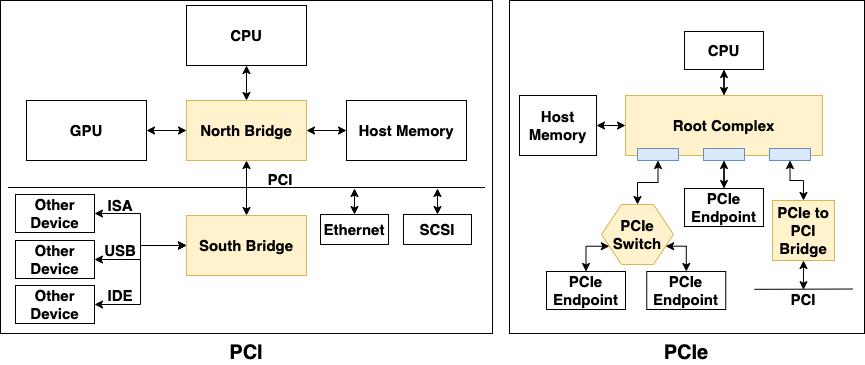 CPU
GPU
North Bridge
Host Memory
PCI
Other
Device
ISA
Ethernet
SCSI
Other
Device
USB
South Bridge
Other
Device
IDE
PCI
CPU
Host
Memory
Root Complex
PCIe
Endpoint
PCIe
Switch
PCIe to
PCI
Bridge
PCIe
Endpoint
PCIe
Endpoint
PCI
PCIe